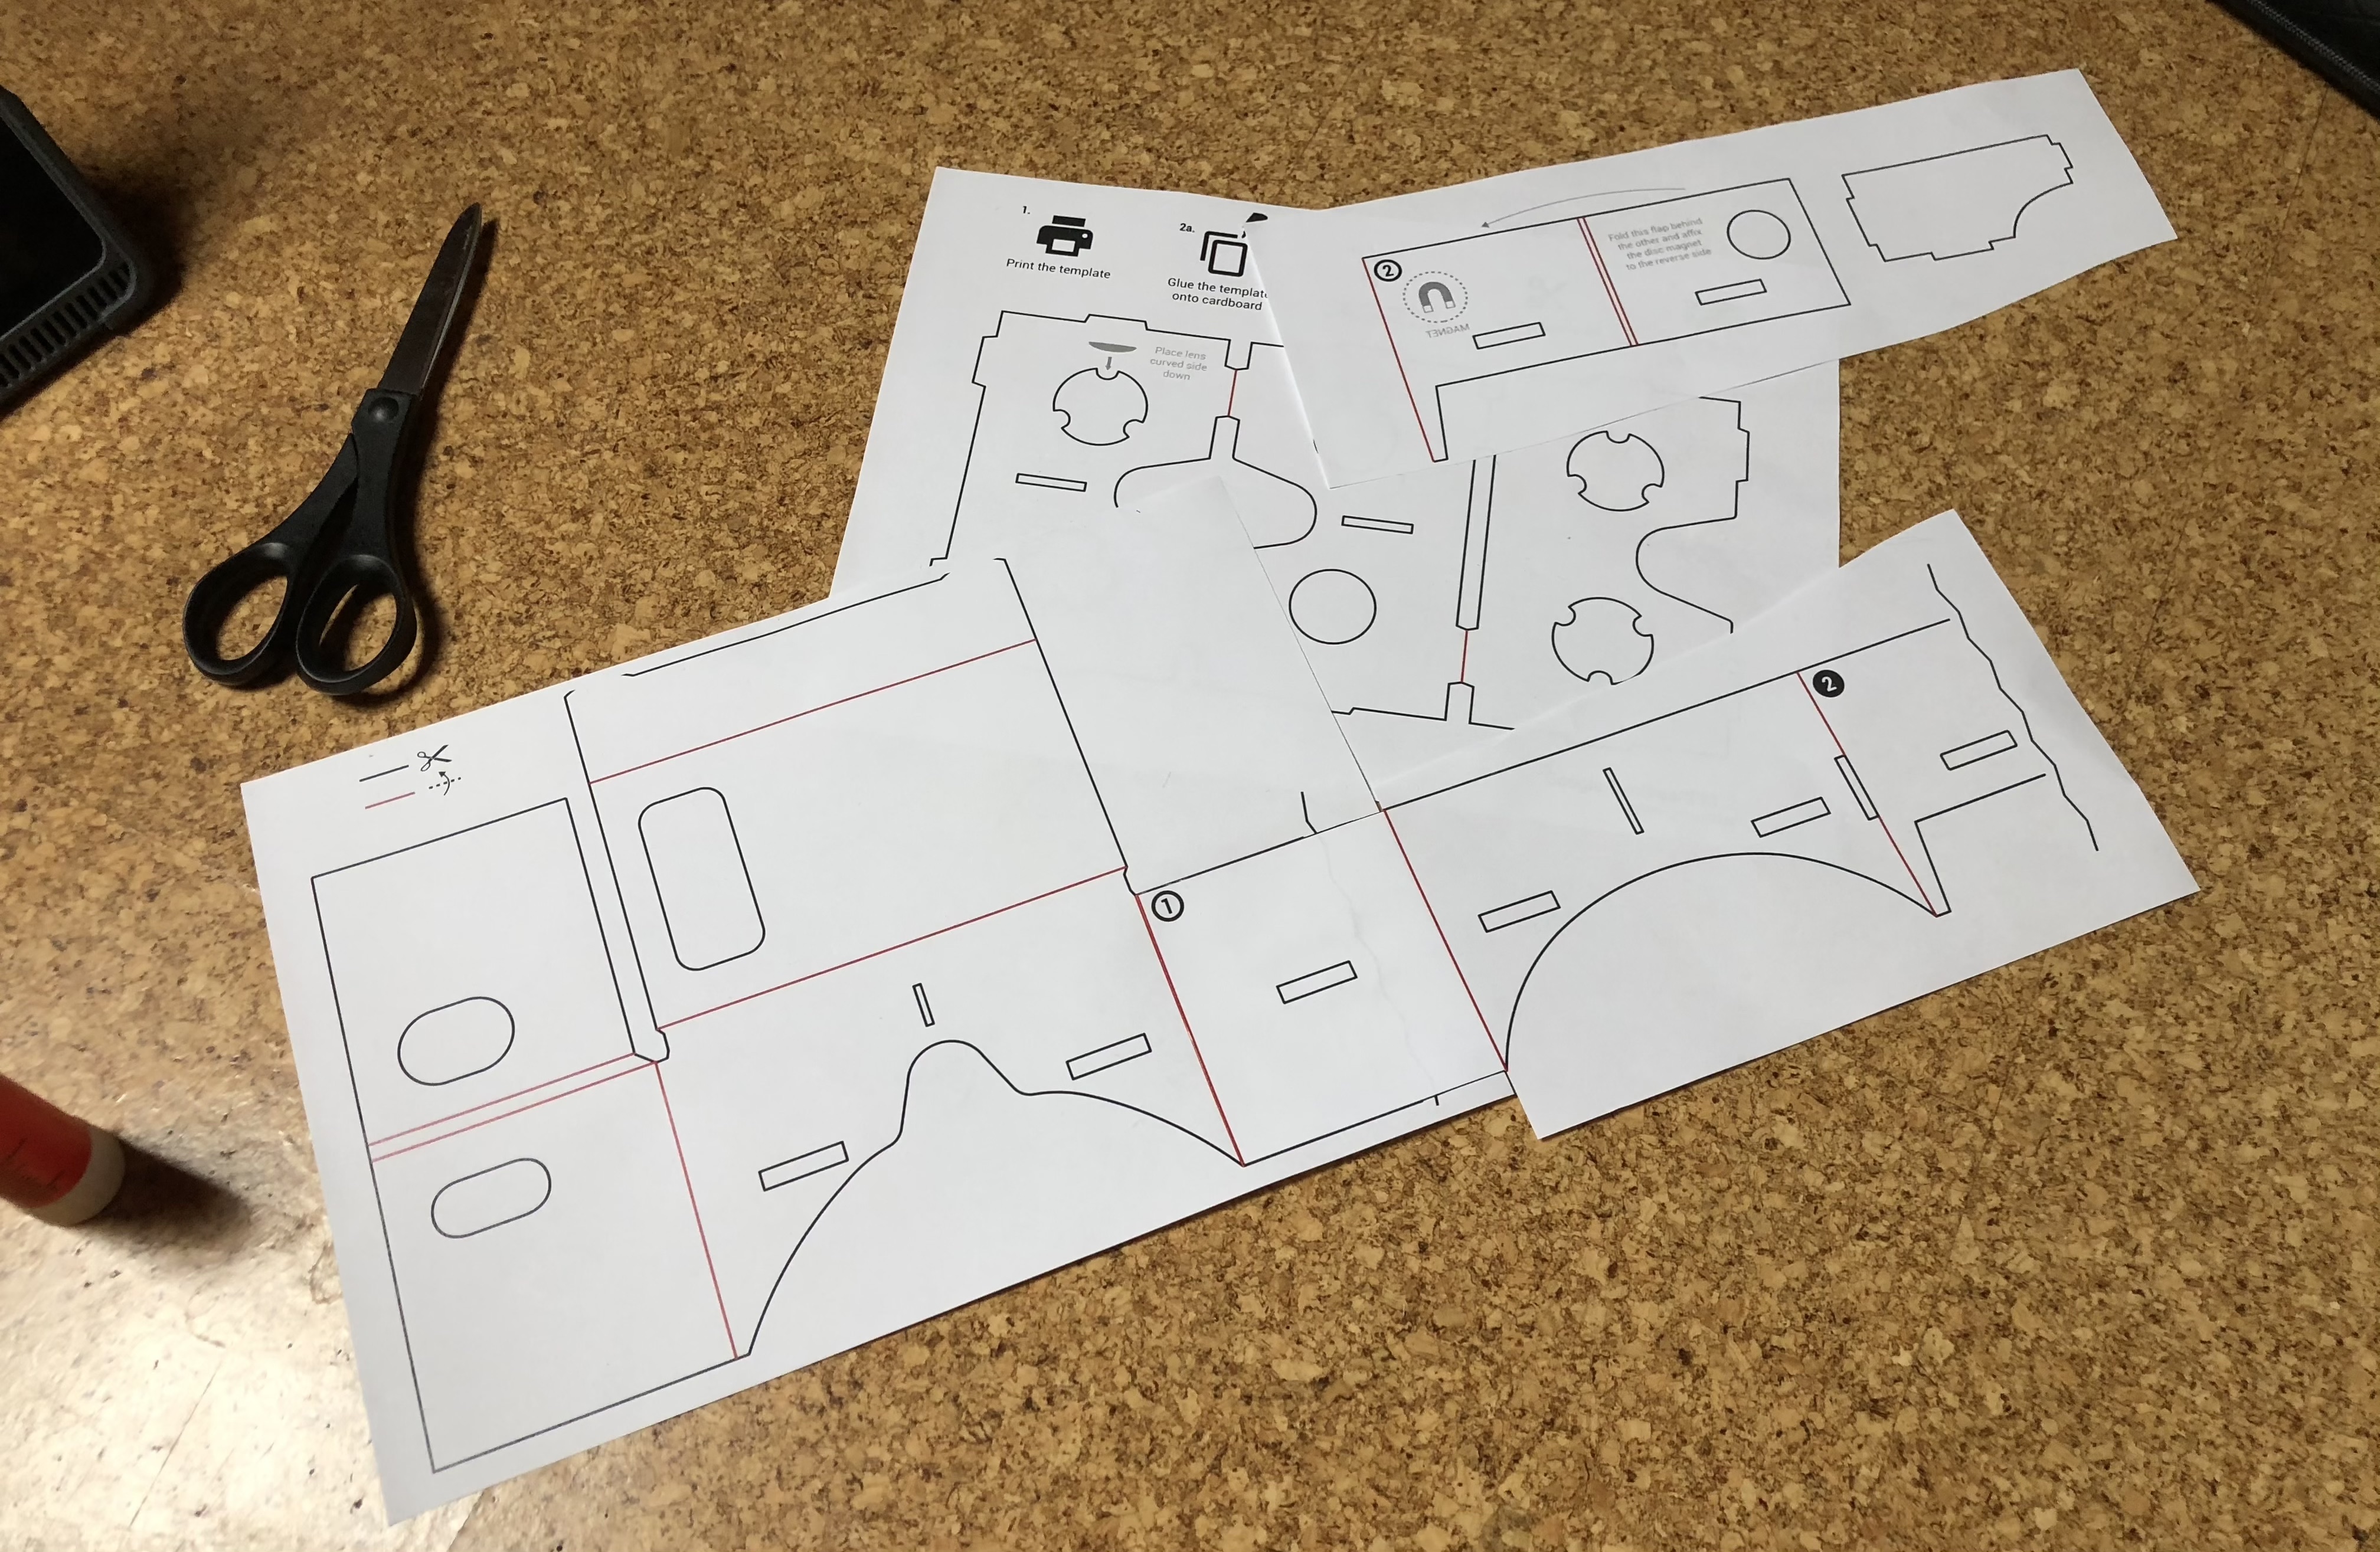 1.
Print the template
2a.
Glue the template
onto cardboard
Place lens
curved side
down
2
MAGNET
Fold this flap behind
the other and affix
the disc magnet
to the reverse side
2
1